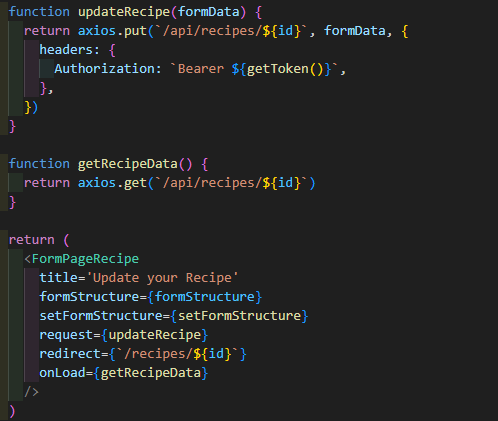 function updateRecipe(formData) {
return axios.put(`/api/recipes/${id}`, formData, {
headers: {
Authorization: `Bearer ${getToken()}`,
},
})
}
function getRecipeData() {
return axios.get(`/api/recipes/${id}`)
}
return (
<FormPageRecipe
title='Update your Recipe'
formStructure={formStructure}
setFormStructure={setFormStructure}
request={updateRecipe}
redirect={`/recipes/${id}`}
onLoad={getRecipeData}
/>
)